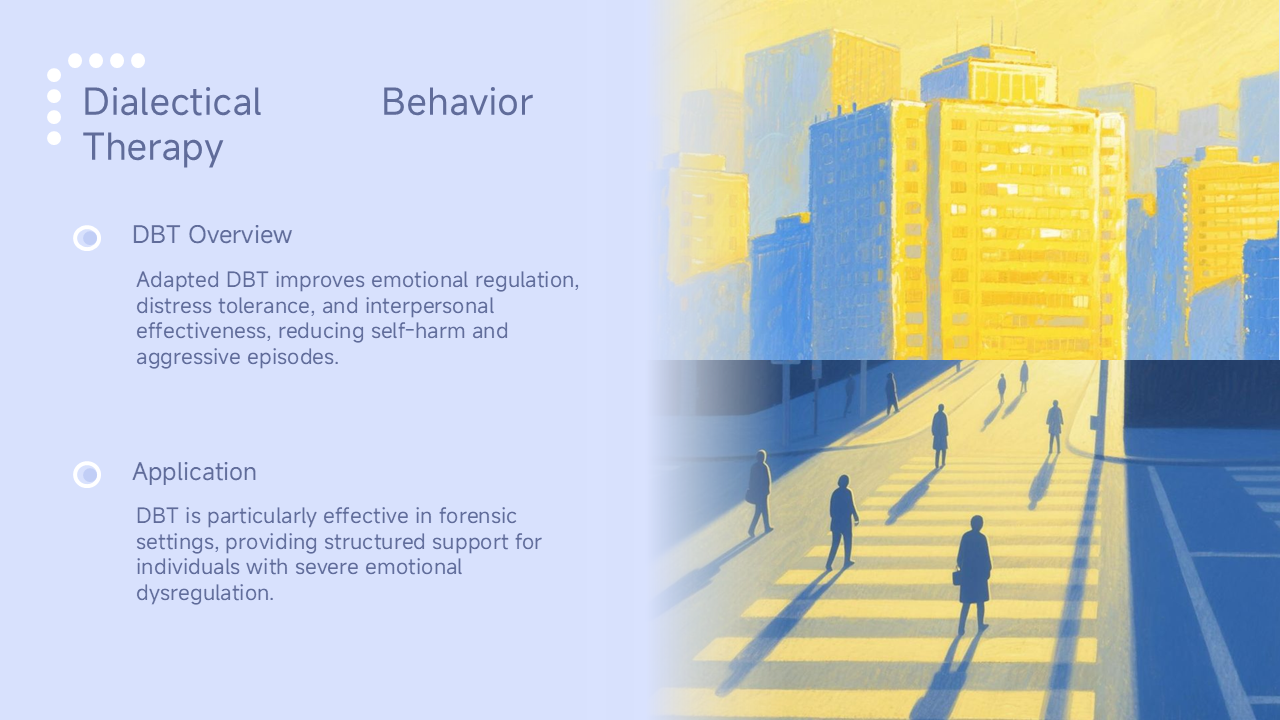 Dialectical Behavior
Therapy
DBT Overview
Adapted DBT improves emotional regulation,
distress tolerance, and interpersonal
effectiveness, reducing self-harm and
aggressive episodes.
Application
DBT is particularly effective in forensic
settings, providing structured support for
individuals with severe emotional
dysregulation.